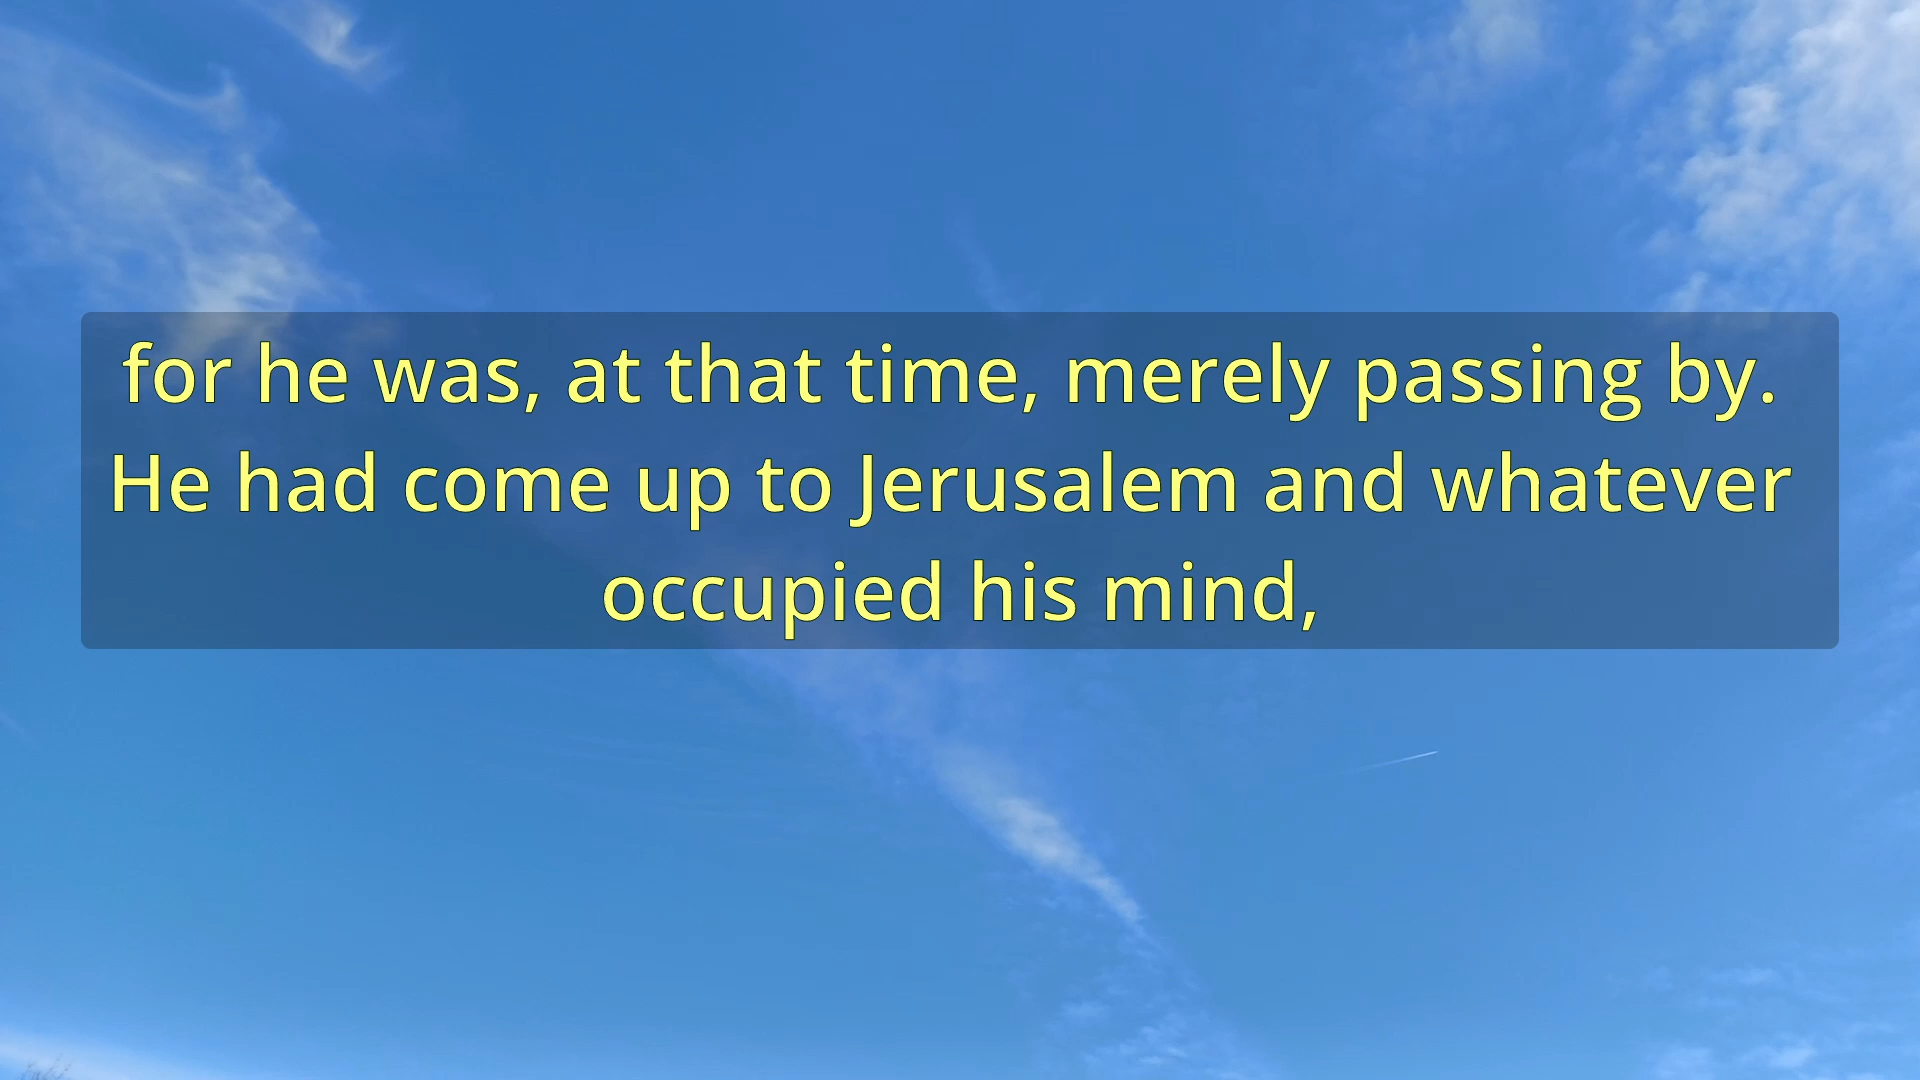 for he was, at that time, merely passing by.
He had come up to Jerusalem and whatever
occupied his mind,